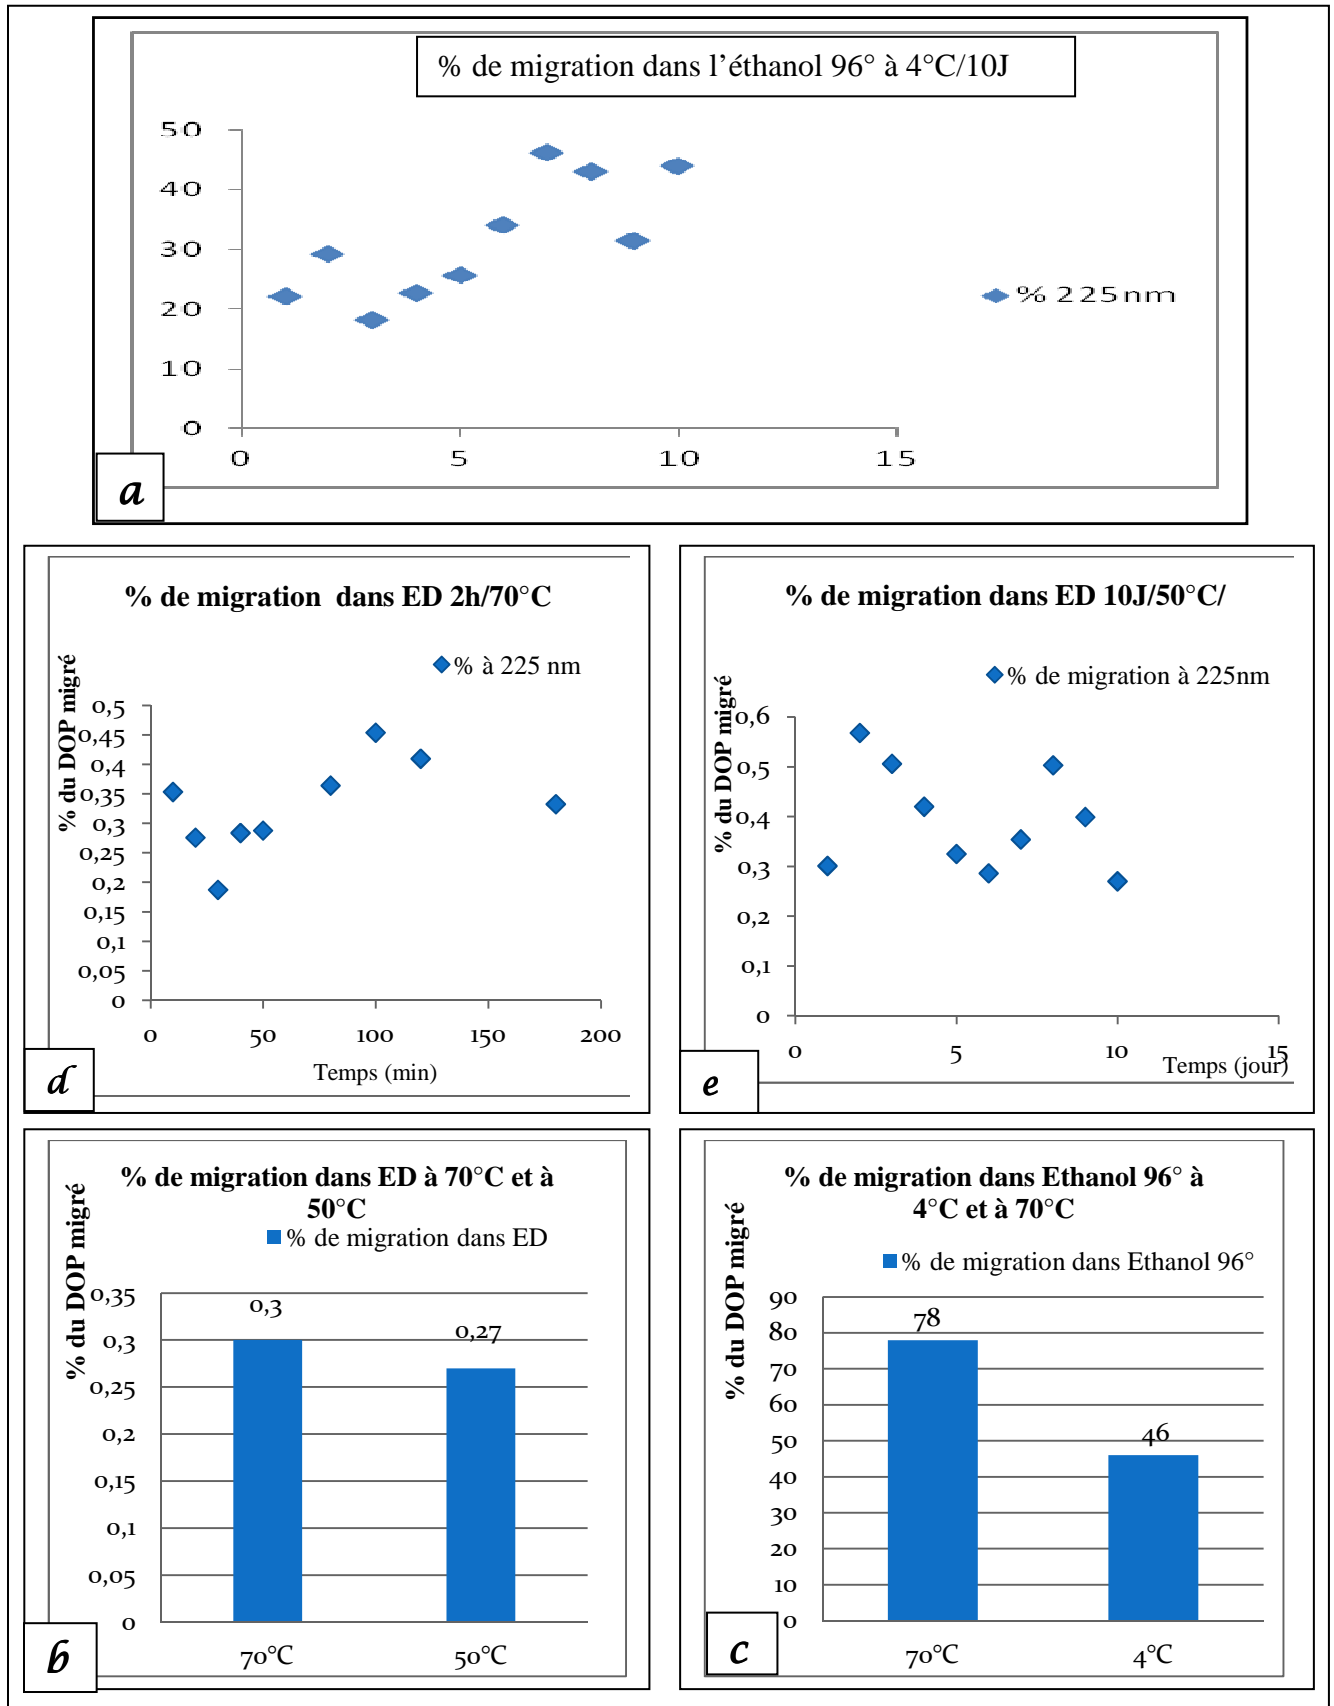 % de migration dans l’éthanol 96° à 4°C/10J
50
40
30
20
10
0
0 5 10 15
% 225nm
a
% de migration dans ED 2h/70°C
% à 225 nm
% du DOP migré
0,5
0,45
0,4
0,35
0,3
0,25
0,2
0,15
0,1
0,05
0
0 50 100 150 200
Temps (min)
d
% de migration dans ED 10J/50°C/
% de migration à 225nm
% du DOP migré
0,6
0,5
0,4
0,3
0,2
0,1
0
0 5 10 15
Temps (jour)
e
% de migration dans ED à 70°C et à
50°C
% de migration dans ED
% du DOP migré
0,35
0,3
0,25
0,2
0,15
0,1
0,05
0
0,3
0,27
70°C 50°C
b
% de migration dans Ethanol 96° à
4°C et à 70°C
% de migration dans Ethanol 96°
% du DOP migré
90
80
70
60
50
40
30
20
10
0
78
46
70°C 4°C
c